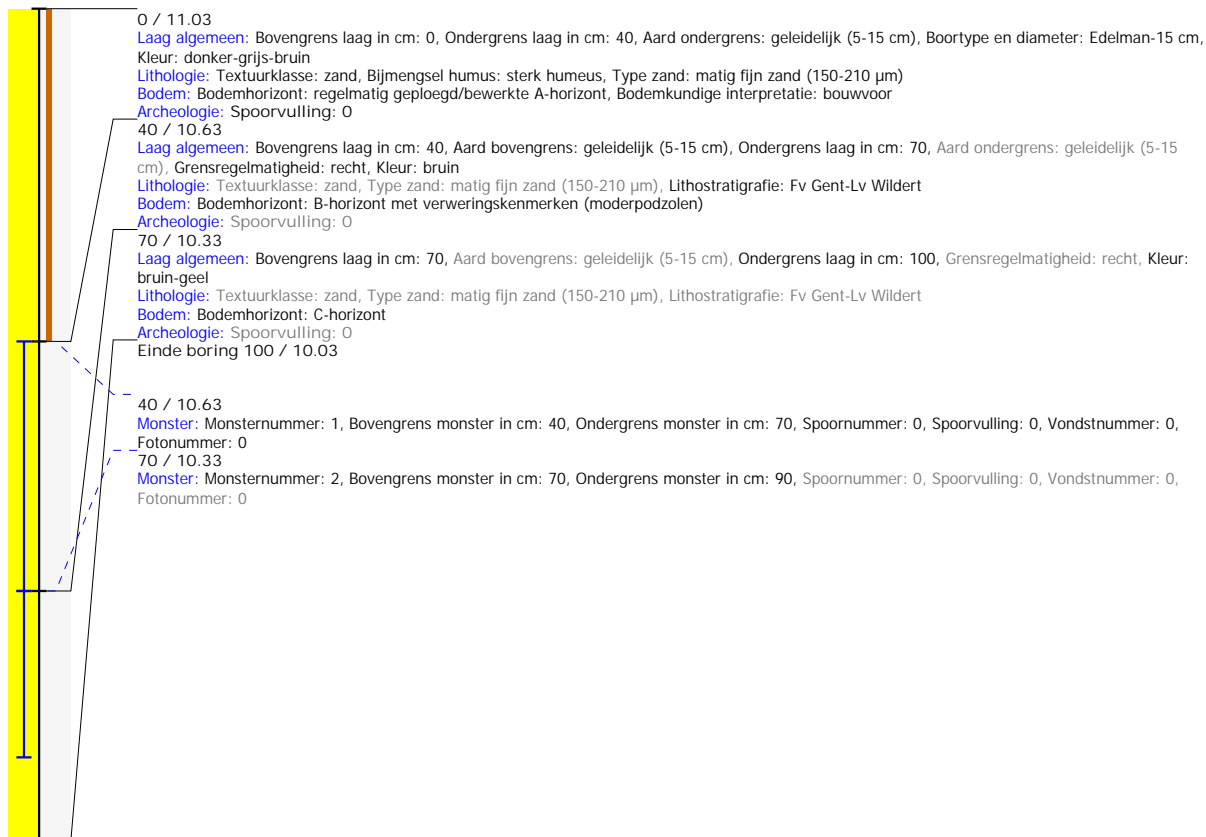 0 / 11.03
Laag algemeen: Bovengrens laag in cm: 0, Ondergrens laag in cm: 40, Aard ondergrens: geleidelijk (5-15 cm), Boortype en diameter: Edelman-15 cm,
Kleur: donker-grijs-bruin
Lithologie: Textuurklasse: zand, Bijmengsel humus: sterk humeus, Type zand: matig fijn zand (150-210 µm)
Bodem: Bodemhorizont: regelmatig geploegd/bewerkte A-horizont, Bodemkundige interpretatie: bouwvoor
Archeologie: Spoorvulling: 0
40 / 10.63
Laag algemeen: Bovengrens laag in cm: 40, Aard bovengrens: geleidelijk (5-15 cm), Ondergrens laag in cm: 70, Aard ondergrens: geleidelijk (5-15
cm), Grensregelmatigheid: recht, Kleur: bruin
Lithologie: Textuurklasse: zand, Type zand: matig fijn zand (150-210 µm), Lithostratigrafie: Fv Gent-Lv Wildert
Bodem: Bodemhorizont: B-horizont met verweringskenmerken (moderpodzolen)
Archeologie: Spoorvulling: 0
70 / 10.33
Laag algemeen: Bovengrens laag in cm: 70, Aard bovengrens: geleidelijk (5-15 cm), Ondergrens laag in cm: 100, Grensregelmatigheid: recht, Kleur:
bruin-geel
Lithologie: Textuurklasse: zand, Type zand: matig fijn zand (150-210 µm), Lithostratigrafie: Fv Gent-Lv Wildert
Bodem: Bodemhorizont: C-horizont
Archeologie: Spoorvulling: 0
Einde boring 100 / 10.03
40 / 10.63
Monster: Monsternummer: 1, Bovengrens monster in cm: 40, Ondergrens monster in cm: 70, Spoornummer: 0, Spoorvulling: 0, Vondstnummer: 0,
Fotonummer: 0
70 / 10.33
Monster: Monsternummer: 2, Bovengrens monster in cm: 70, Ondergrens monster in cm: 90, Spoornummer: 0, Spoorvulling: 0, Vondstnummer: 0,
Fotonummer: 0